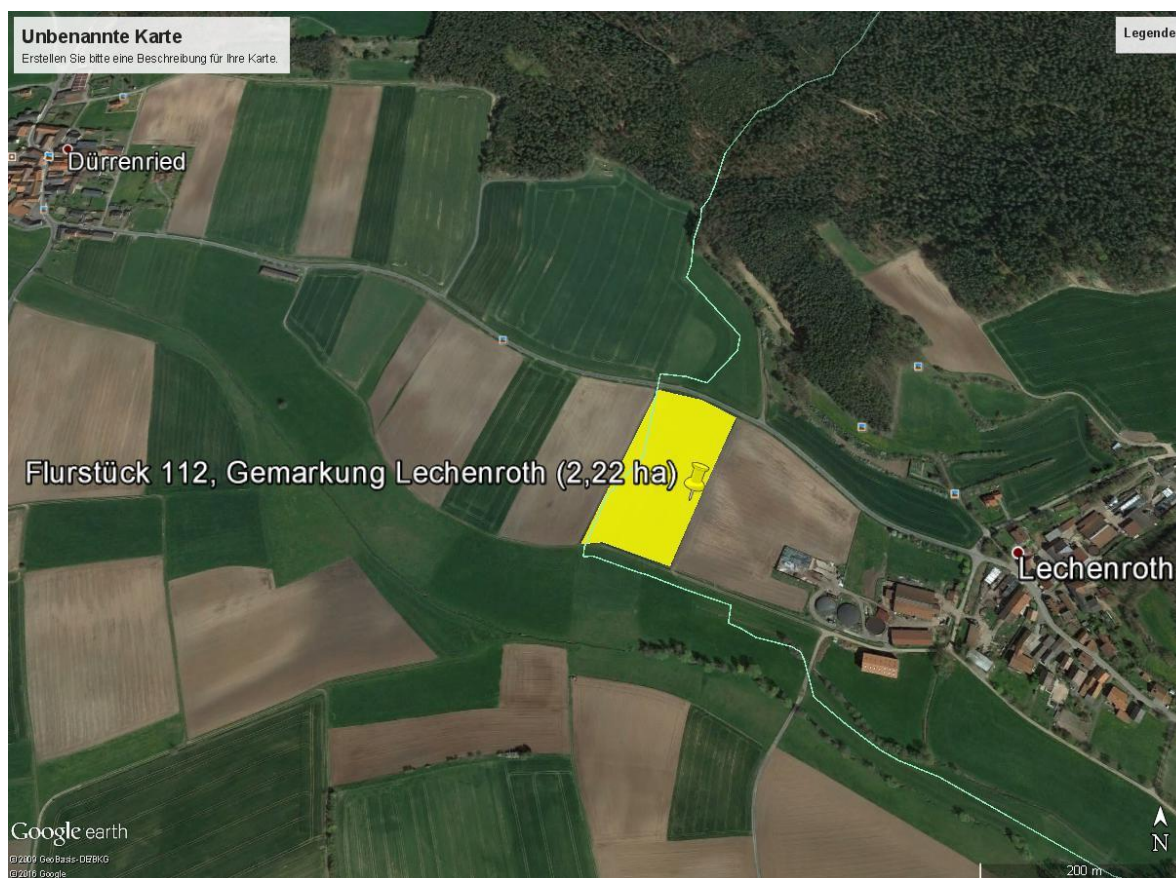 Unbenannte Karte
Erstellen Sie bitte eine Beschreibung für Ihre Karte.
Legende
Dürrenried
Flurstück 112, Gemarkung Lechenroth (2,22 ha)
Lechenroth
Google earth
©2009 GeoBasis-DE/BKG
©2016 Google
N
200 m